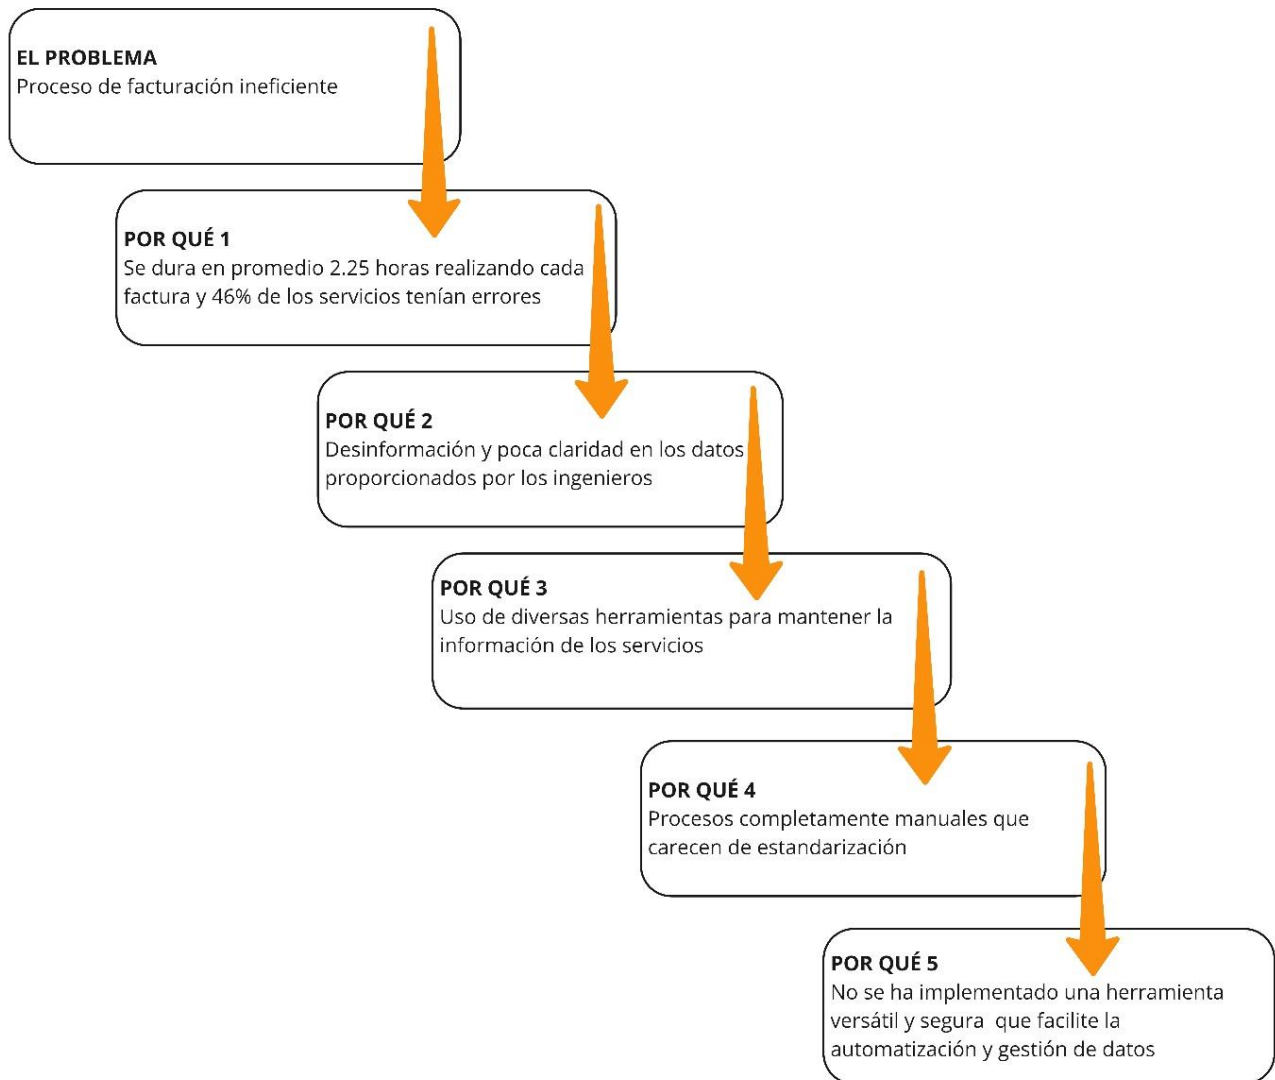 EL PROBLEMA
Proceso de facturación ineficiente
POR QUÉ 1
Se dura en promedio 2.25 horas realizando cada
factura y 46% de los servicios tenían errores
POR QUÉ 2
Desinformación y poca claridad en los datos
proporcionados por los ingenieros
POR QUÉ 3
Uso de diversas herramientas para mantener la
información de los servicios
POR QUÉ 4
Procesos completamente manuales que
carecen de estandarización
POR QUÉ 5
No se ha implementado una herramienta
versátil y segura  que facilite la
automatización y gestión de datos